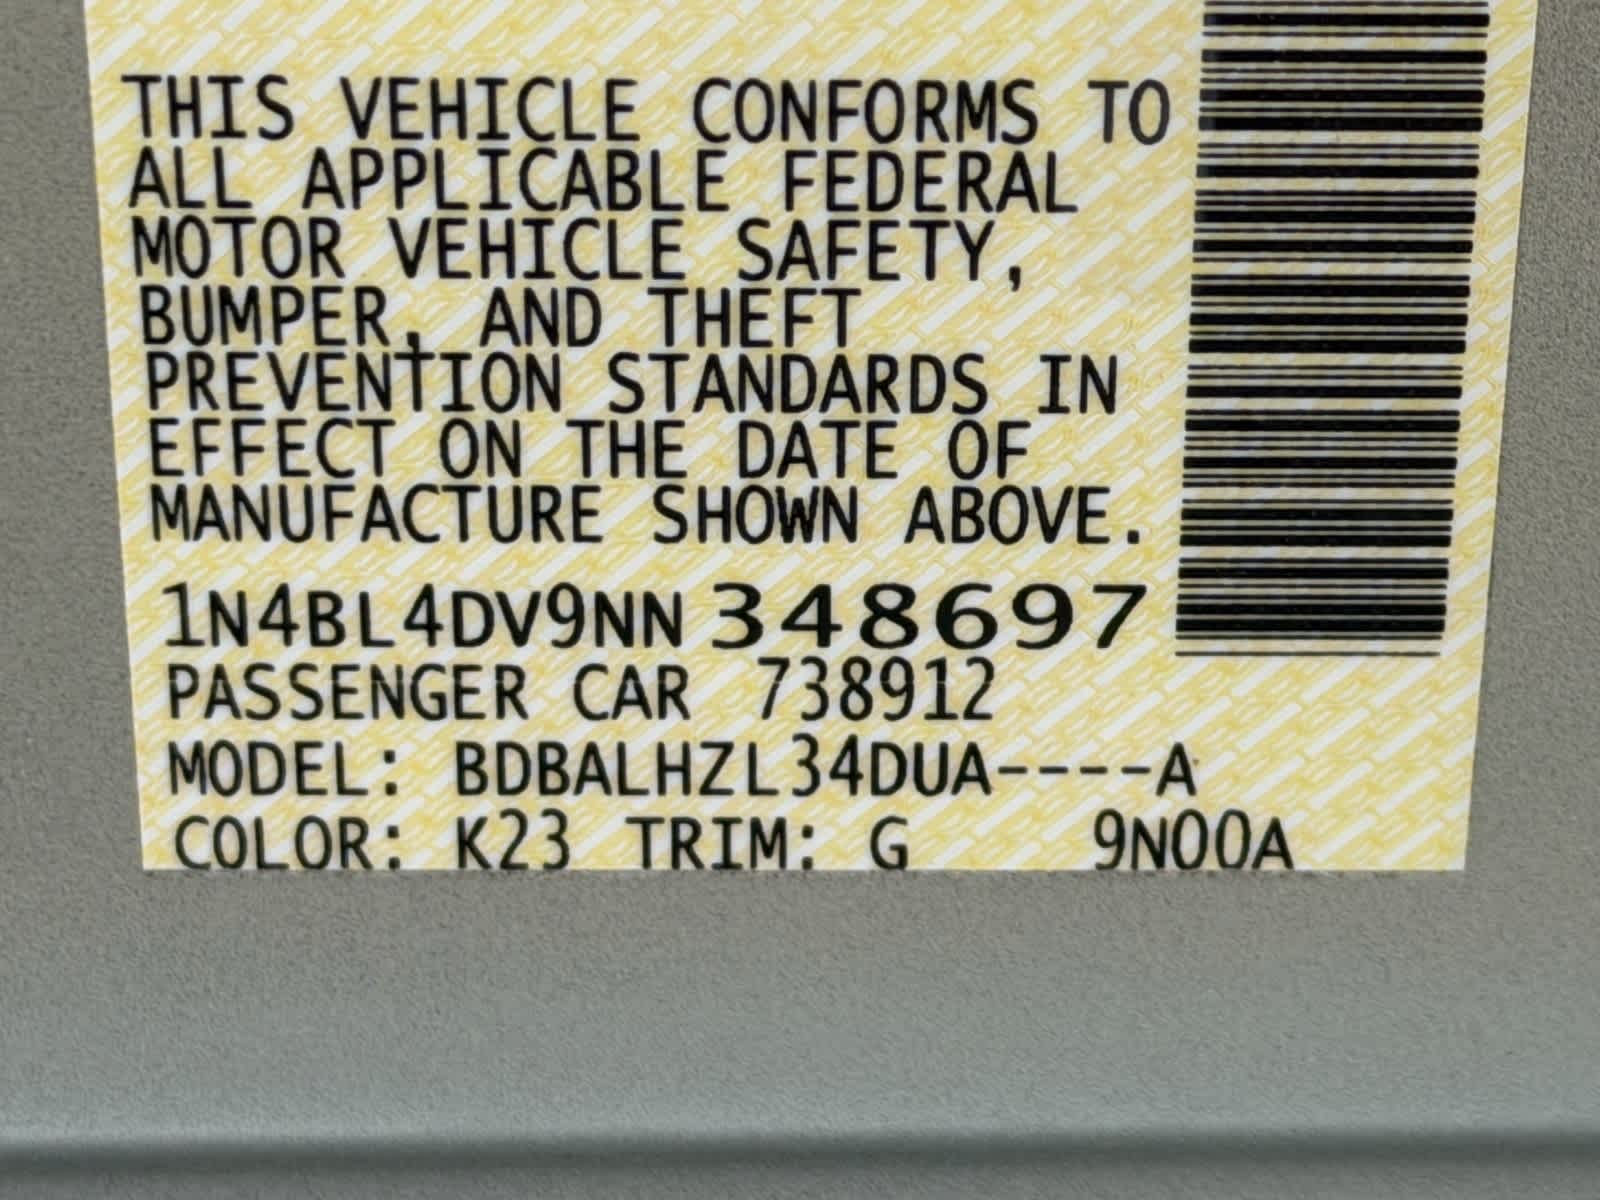 THIS VEHICLE CONFORMS TO
ALL APPLICABLE FEDERAL
MOTOR VEHICLE SAFETY,
BUMPER, AND THEFT
PREVENTION STANDARDS IN
EFFECT ON THE DATE OF
MANUFACTURE SHOWN ABOVE.
1N4BL4DV9NN348697
PASSENGER CAR 738912
MODEL: BDBALHZL34DUA----A
COLOR: K23 TRIM: G 9N00A